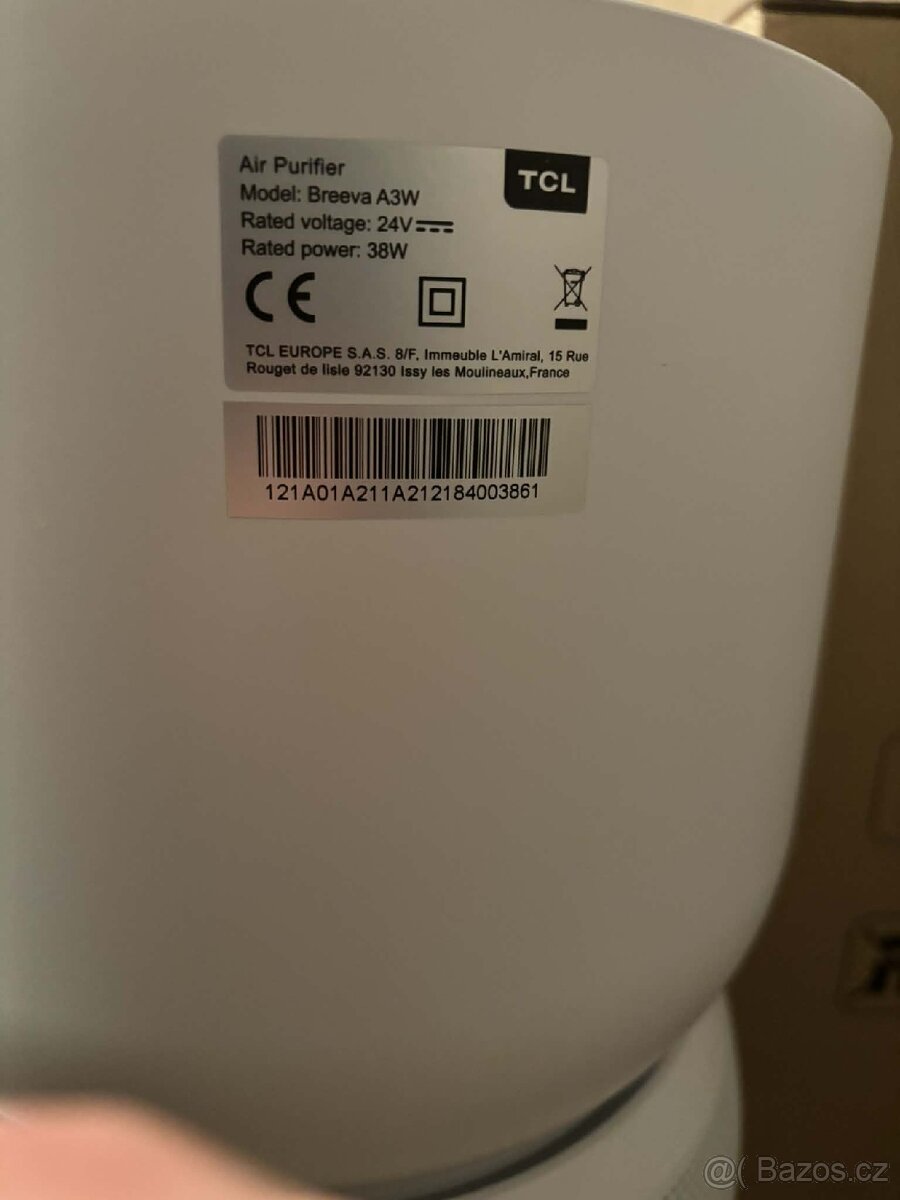 Air Purifier
TCL
Model: Breeva A3W
Rated voltage: 24V
Rated power: 38W
CE
TCL EUROPE S.A.S. 8/F, Immeuble L'Amiral, 15 Rue
Rouget de lisle 92130 Issy les Moulineaux,France
121A01A211A212184003861
@( Bazos.cz